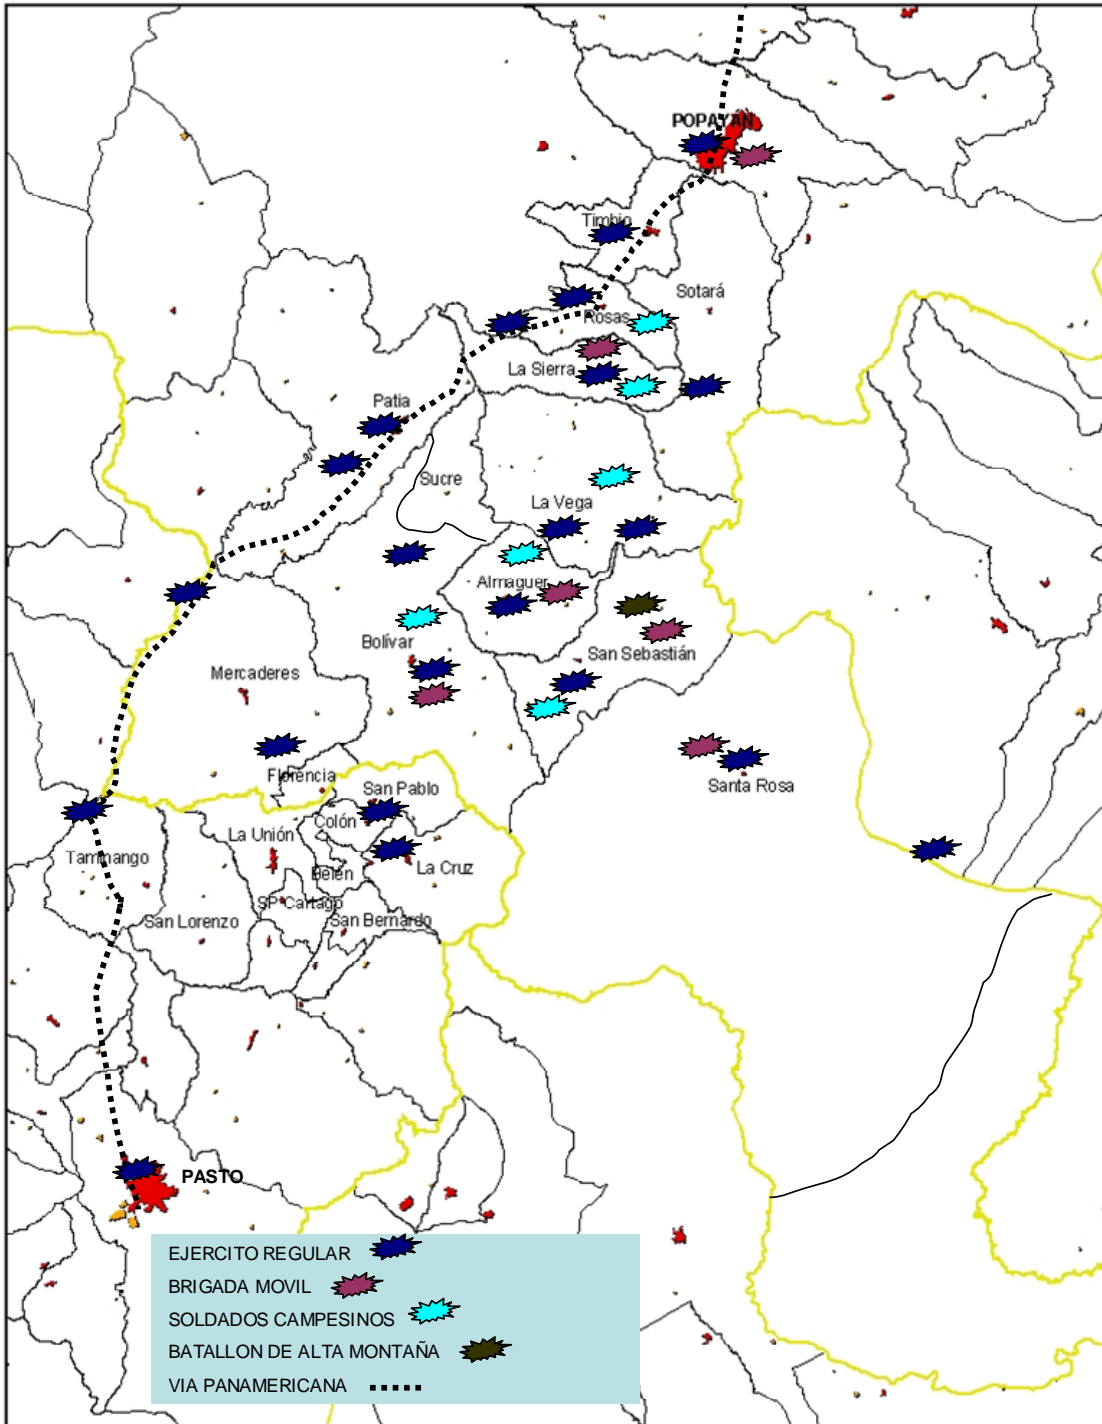 POPAYAN
Timbio
Sotará
Rosas
La Sierra
Patia
Sucre
La Vega
Almaguer
Bolívar
San Sebastián
Mercaderes
Florencia
San Pablo
Santa Rosa
Colón
La Unión
Taminango
Belen
La Cruz
SP Cartago
San Lorenzo
San Bernardo
PASTO
EJERCITO REGULAR
BRIGADA MOVIL
SOLDADOS CAMPESINOS
BATALLON DE ALTA MONTAÑA
VIA PANAMERICANA